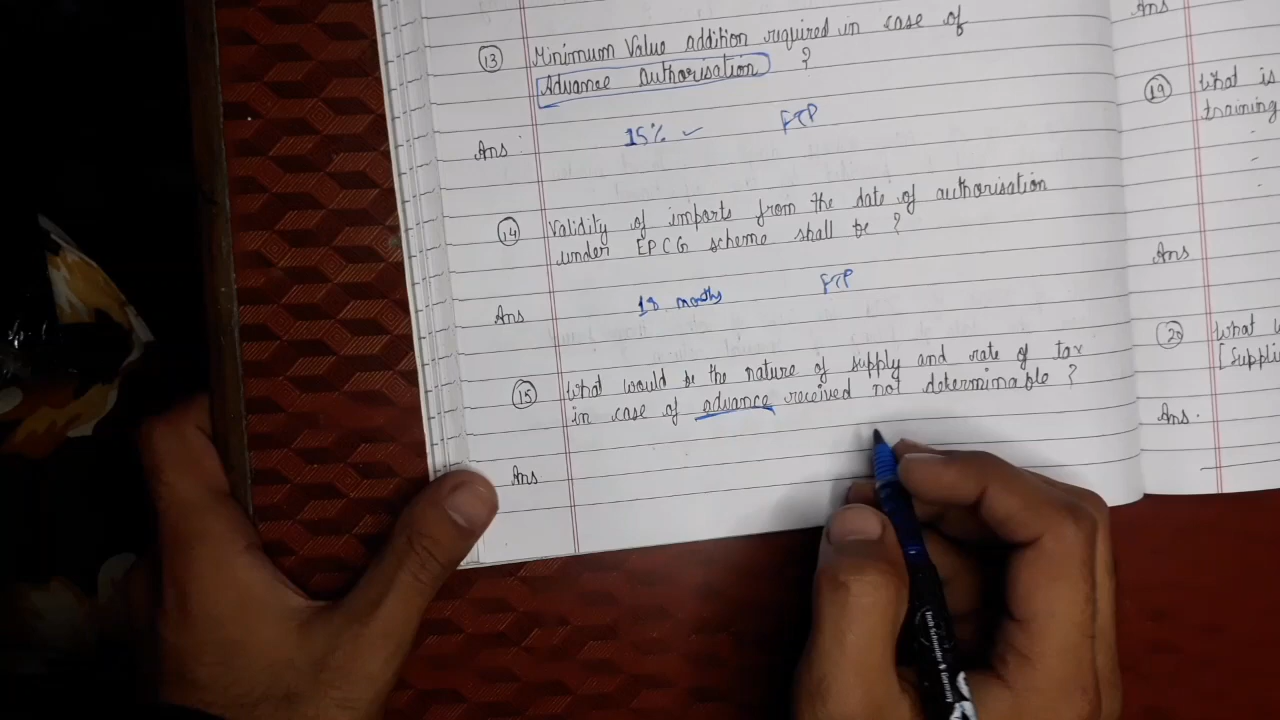 (13) Minimum Value addition required in case of
Advance authorisation ?
Ans : 15% ✓ FTP
(14) Validity of imports from the date of authorisation
under EPCG scheme shall be ?
Ans 18 months FTP
(15) What would be the nature of supply and rate of tax
in case of advance received not determinable ?
Ans
Ans
(19) What is
training
Ans
(20) What
[Suppli
Ans.